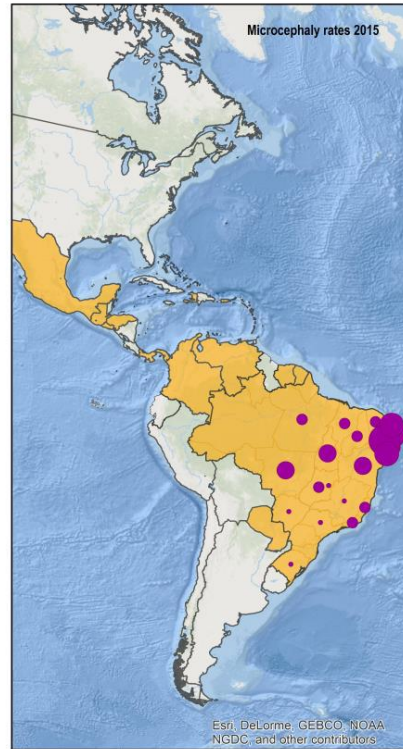 Microcephaly rates 2015
Esri, DeLorme, GEBCO, NOAA
NGDC, and other contributors